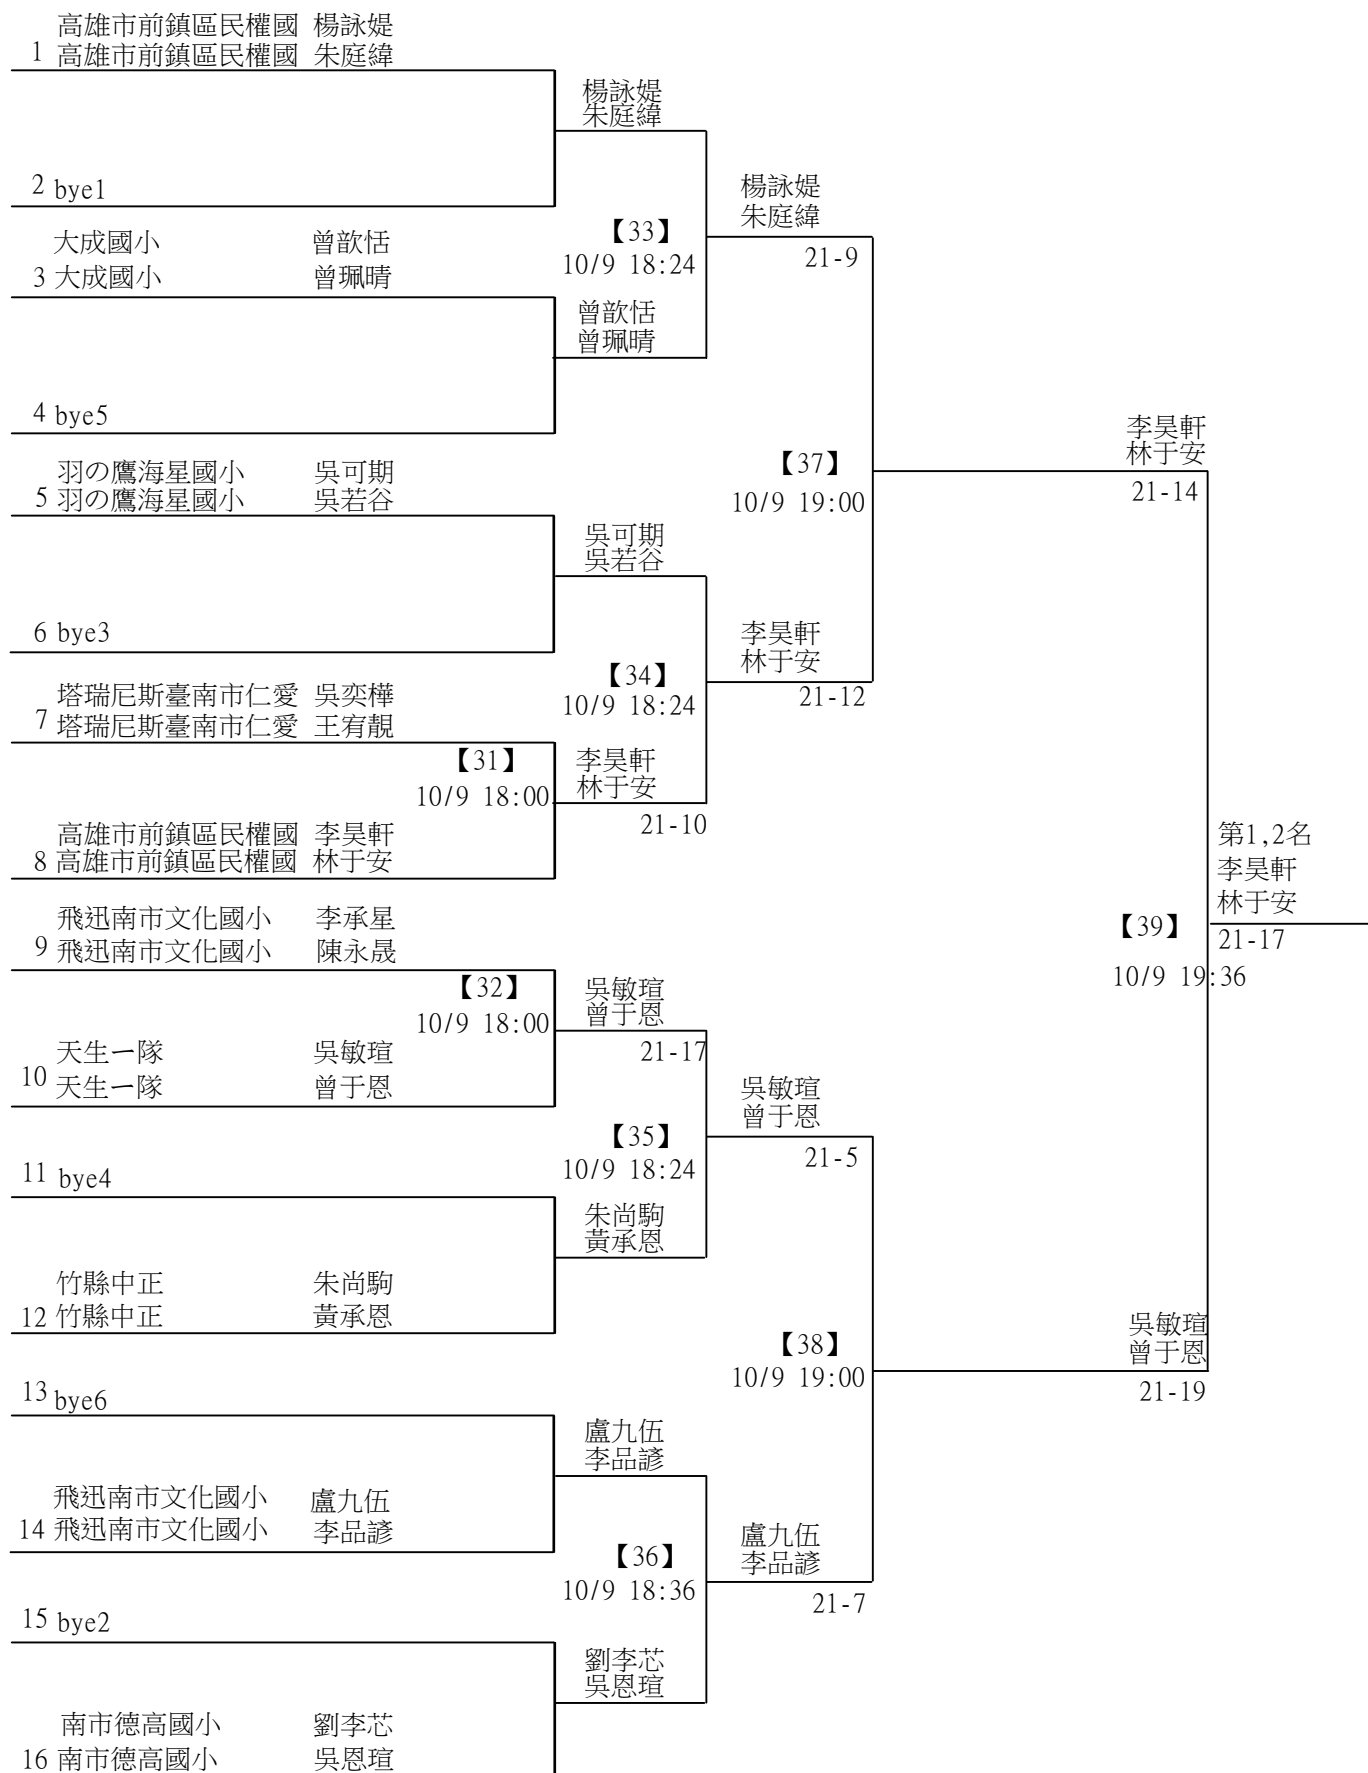 高雄市前鎮區民權國 楊詠媞
1 高雄市前鎮區民權國 朱庭緯
楊詠媞
朱庭緯
2 bye1
楊詠媞
朱庭緯
大成國小 曾歆恬
3 大成國小 曾珮晴
【33】
10/9 18:24
21-9
曾歆恬
曾珮晴
4 bye5
羽の鷹海星國小 吳可期
5 羽の鷹海星國小 吳若谷
【37】
10/9 19:00
李昊軒
林于安
21-14
吳可期
吳若谷
6 bye3
李昊軒
林于安
【34】
10/9 18:24
21-12
塔瑞尼斯臺南市仁愛 吳奕樺
7 塔瑞尼斯臺南市仁愛 王宥靚
【31】
10/9 18:00
李昊軒
林于安
21-10
高雄市前鎮區民權國 李昊軒
8 高雄市前鎮區民權國 林于安
第1,2名
李昊軒
林于安
21-17
【39】
10/9 19:36
飛迅南市文化國小 李承星
9 飛迅南市文化國小 陳永晟
【32】
10/9 18:00
吳敏瑄
曾于恩
21-17
天生一隊 吳敏瑄
10 天生一隊 曾于恩
吳敏瑄
曾于恩
【35】
10/9 18:24
21-5
11 bye4
朱尚駒
黃承恩
竹縣中正 朱尚駒
12 竹縣中正 黃承恩
【38】
10/9 19:00
吳敏瑄
曾于恩
21-19
13 bye6
盧九伍
李品諺
飛迅南市文化國小 盧九伍
14 飛迅南市文化國小 李品諺
【36】
10/9 18:36
盧九伍
李品諺
21-7
15 bye2
劉李芯
吳恩瑄
南市德高國小 劉李芯
16 南市德高國小 吳恩瑄